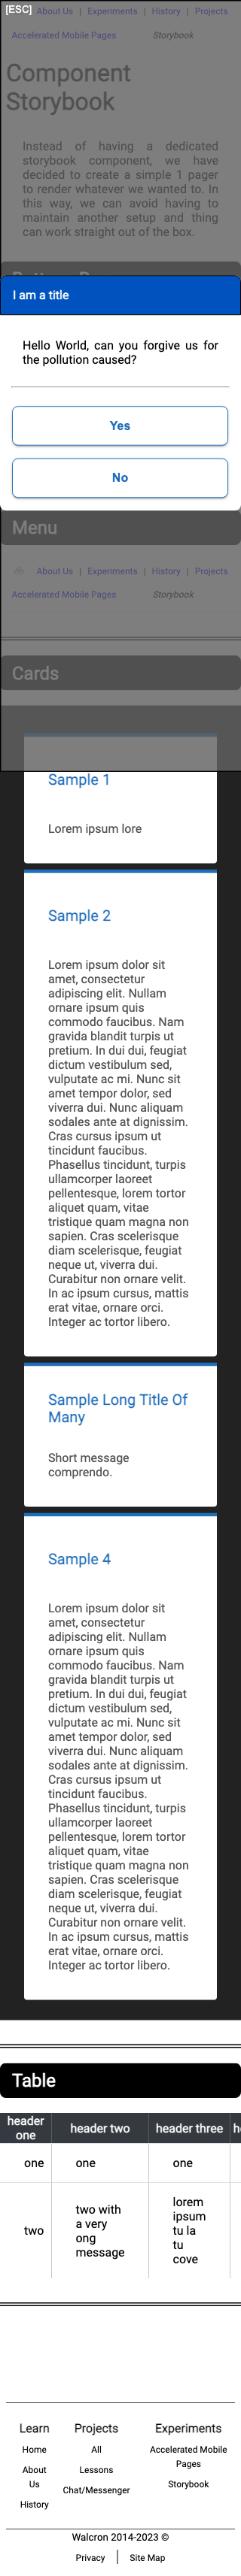 [ESC] About Us | Experiments | History | Projects
Accelerated Mobile Pages Storybook
Component
Storybook
Instead of having a dedicated
storybook component, we have
decided to create a simple 1 pager
to render whatever we wanted to. In
this way, we can avoid having to
maintain another setup and thing
can work straight out of the box.
I am a title
Hello World, can you forgive us for
the pollution caused?
Yes
No
Menu
About Us | Experiments | History | Projects
Accelerated Mobile Pages Storybook
Cards
Sample 1
Lorem ipsum lore
Sample 2
Lorem ipsum dolor sit
amet, consectetur
adipiscing elit. Nullam
ornare ipsum quis
commodo faucibus. Nam
gravida blandit turpis ut
pretium. In dui dui, feugiat
dictum vestibulum sed,
vulputate ac mi. Nunc sit
amet tempor dolor, sed
viverra dui. Nunc aliquam
sodales ante at dignissim.
Cras cursus ipsum ut
tincidunt faucibus.
Phasellus tincidunt, turpis
ullamcorper laoreet
pellentesque, lorem tortor
aliquet quam, vitae
tristique quam magna non
sapien. Cras scelerisque
diam scelerisque, feugiat
neque ut, viverra dui.
Curabitur non ornare velit.
In ac ipsum cursus, mattis
erat vitae, ornare orci.
Integer ac tortor libero.
Sample Long Title Of
Many
Short message
comprendo.
Sample 4
Lorem ipsum dolor sit
amet, consectetur
adipiscing elit. Nullam
ornare ipsum quis
commodo faucibus. Nam
gravida blandit turpis ut
pretium. In dui dui, feugiat
dictum vestibulum sed,
vulputate ac mi. Nunc sit
amet tempor dolor, sed
viverra dui. Nunc aliquam
sodales ante at dignissim.
Cras cursus ipsum ut
tincidunt faucibus.
Phasellus tincidunt, turpis
ullamcorper laoreet
pellentesque, lorem tortor
aliquet quam, vitae
tristique quam magna non
sapien. Cras scelerisque
diam scelerisque, feugiat
neque ut, viverra dui.
Curabitur non ornare velit.
In ac ipsum cursus, mattis
erat vitae, ornare orci.
Integer ac tortor libero.
Table
header
one
header two
header three
one
one
one
two
two with
a very
ong
message
lorem
ipsum
tu la
tu
cove
Learn
Home
About
Us
History
Projects
All
Lessons
Chat/Messenger
Experiments
Accelerated Mobile
Pages
Storybook
Walcron 2014-2023 ©
Privacy | Site Map